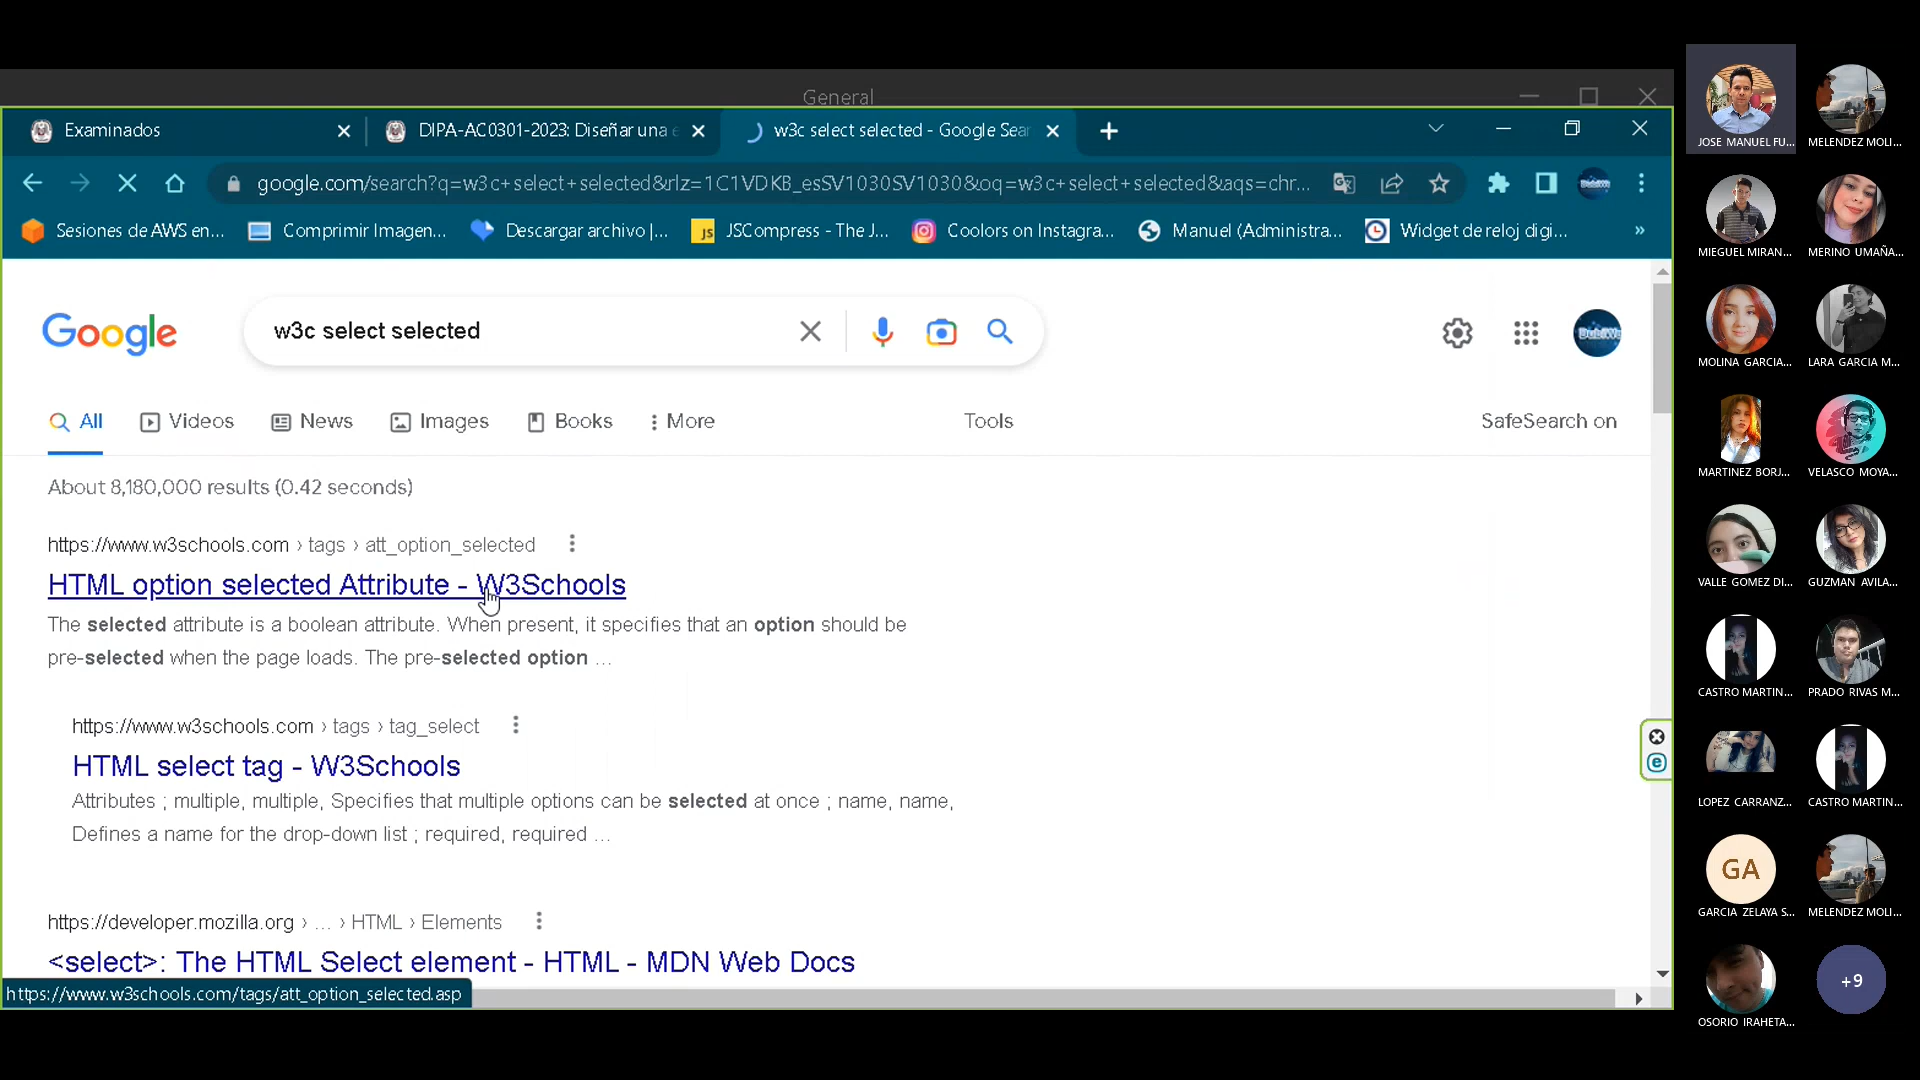 General
Examinados
DIPA-AC0301-2023: Diseñar una e
w3c select selected - Google Sear
google.com/search?q=w3c+select+selected&rlz=1C1VDKB_esSV1030SV1030&oq=w3c+select+selected&aqs=chr...
Sesiones de AWS en...
Comprimir Imagen...
Descargar archivo |...
JS
JSCompress - The J...
Coolors on Instagra...
Manuel (Administra...
Widget de reloj digi...
»
Google
w3c select selected
All
Videos
News
Images
Books
More
Tools
SafeSearch on
About 8,180,000 results (0.42 seconds)
https://www.w3schools.com › tags › att_option_selected
HTML option selected Attribute - W3Schools
The selected attribute is a boolean attribute. When present, it specifies that an option should be
pre-selected when the page loads. The pre-selected option ...
https://www.w3schools.com › tags › tag_select
HTML select tag - W3Schools
Attributes ; multiple, multiple, Specifies that multiple options can be selected at once ; name, name,
Defines a name for the drop-down list ; required, required ...
https://developer.mozilla.org › ... › HTML › Elements
<select>: The HTML Select element - HTML - MDN Web Docs
https://www.w3schools.com/tags/att_option_selected.asp
JOSE MANUEL FU...
MELENDEZ MOLI...
MIEGUEL MIRAN...
MERINO UMAÑA...
MOLINA GARCIA...
LARA GARCIA M...
MARTINEZ BORJ...
VELASCO MOYA...
VALLE GOMEZ DI...
GUZMAN AVILA...
CASTRO MARTIN...
PRADO RIVAS M...
LOPEZ CARRANZ...
CASTRO MARTIN...
GA
GARCIA ZELAYA S...
MELENDEZ MOLI...
OSORIO IRAHETA...
+9